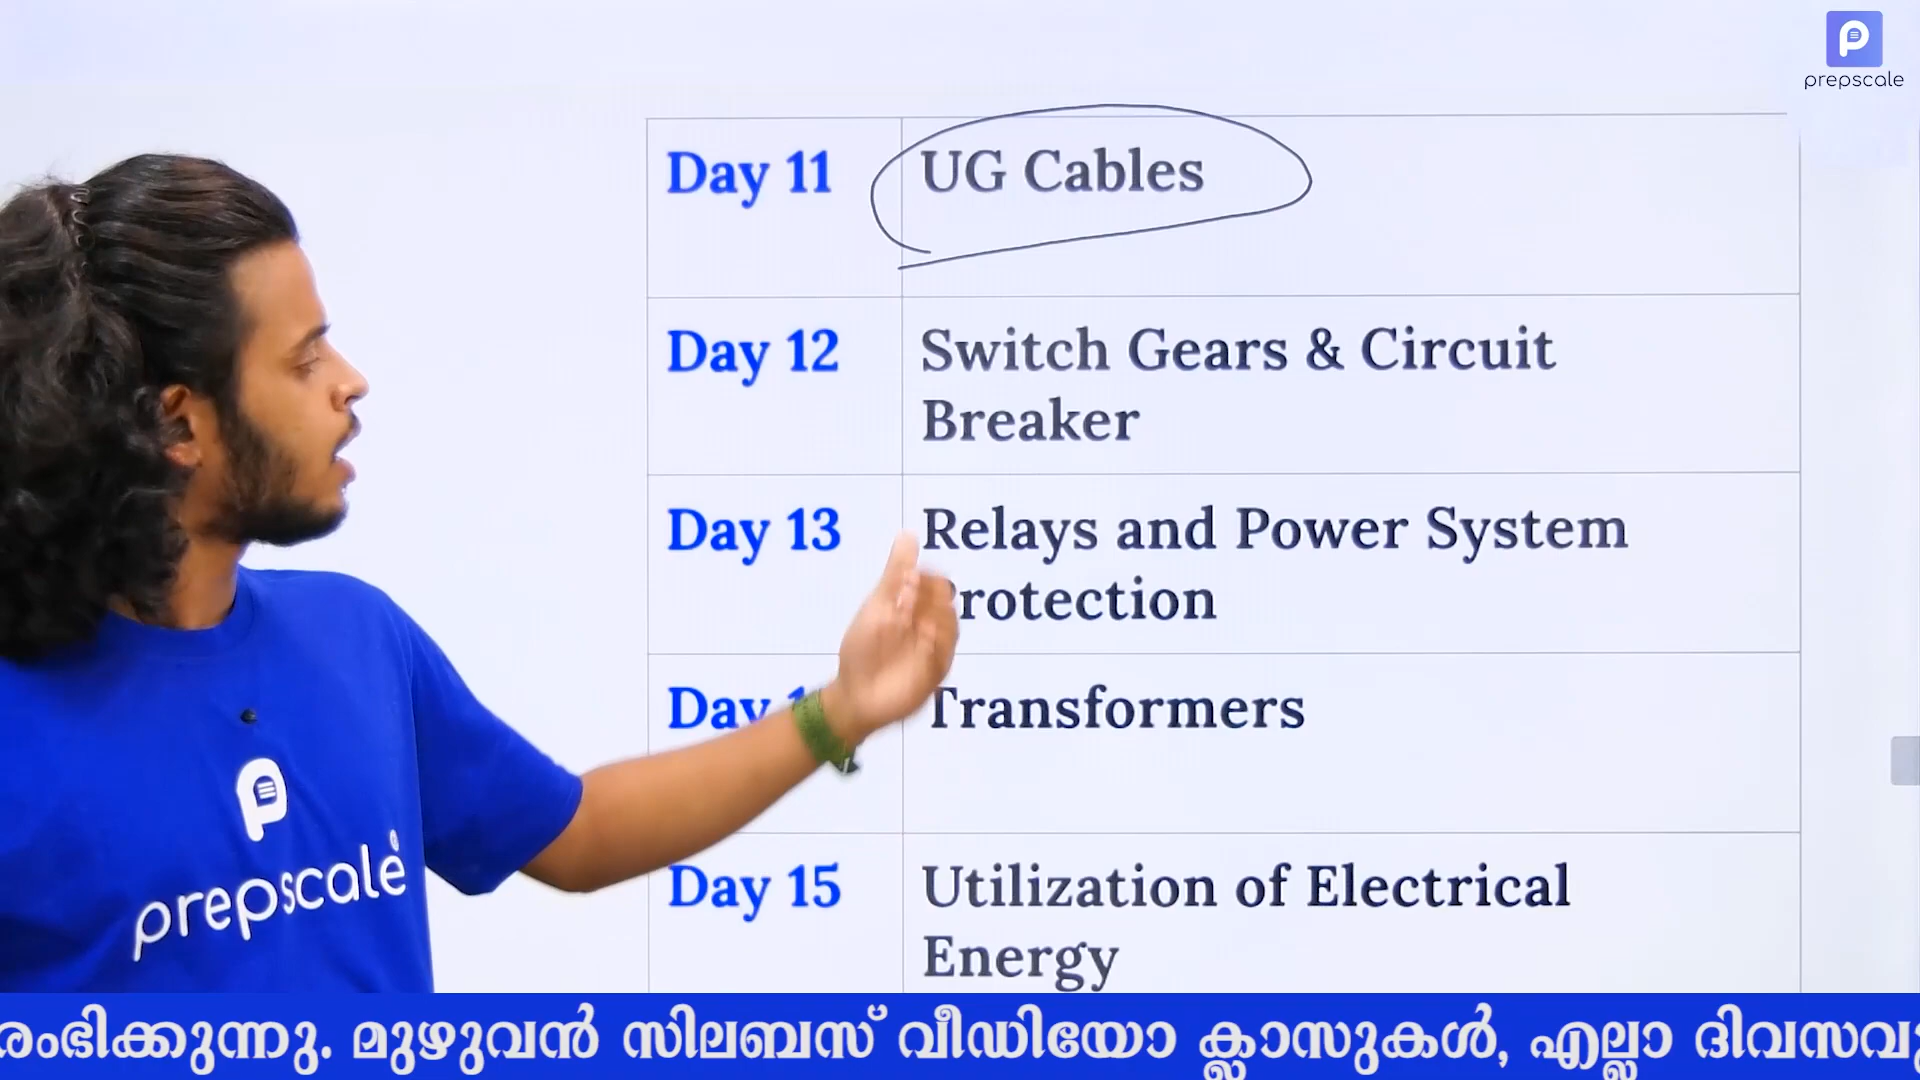 prepscale
Day 11
UG Cables
Day 12
Switch Gears & Circuit
Breaker
Day 13
Relays and Power System
rotection
Day
Transformers
Day 15
Utilization of Electrical
Energy
prepscale
രംഭിക്കുന്നു. മുഴുവൻ സിലബസ് വീഡിയോ ക്ലാസുകൾ, എല്ലാ ദിവസവു